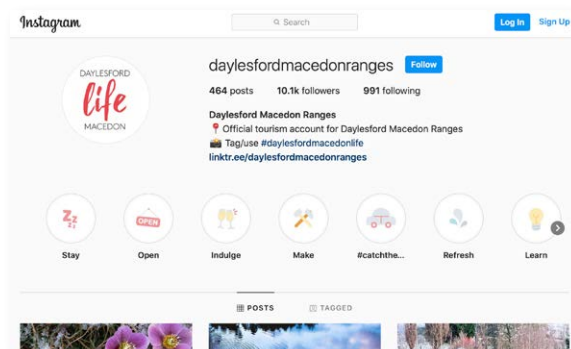 Instagram
Search
Log In
Sign Up
DAYLESFORD
life
MACEDON
daylesfordmacedonranges
Follow
464 posts 10.1k followers 991 following
Daylesford Macedon Ranges
Official tourism account for Daylesford Macedon Ranges
Tag/use #daylesfordmacedonlife
linktr.ee/daylesfordmacedonranges
Zzz
OPEN
Stay
Open
Indulge
Make
#catchthe...
Refresh
Learn
POSTS
TAGGED